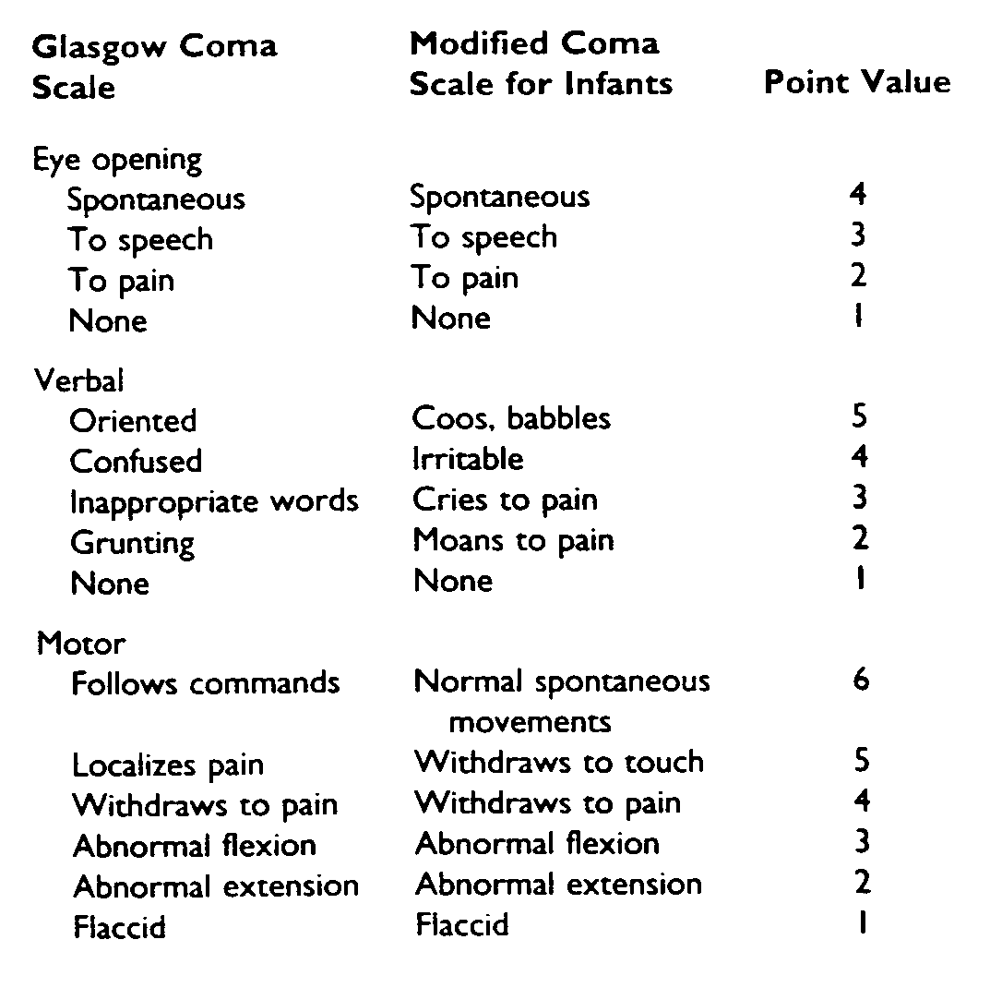 Glasgow Coma Scale Modified Coma Scale for Infants Point Value
Eye opening
Spontaneous Spontaneous 4
To speech To speech 3
To pain To pain 2
None None 1
Verbal
Oriented Coos, babbles 5
Confused Irritable 4
Inappropriate words Cries to pain 3
Grunting Moans to pain 2
None None 1
Motor
Follows commands Normal spontaneous movements 6
Localizes pain Withdraws to touch 5
Withdraws to pain Withdraws to pain 4
Abnormal flexion Abnormal flexion 3
Abnormal extension Abnormal extension 2
Flaccid Flaccid 1